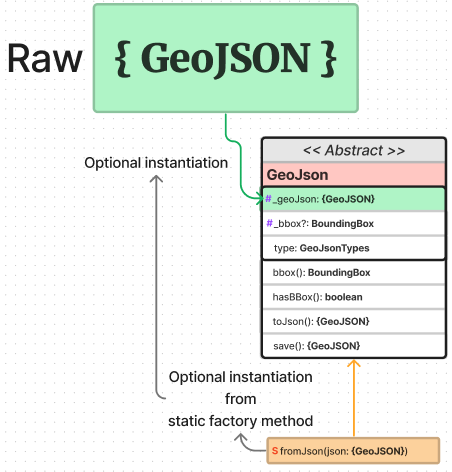 Raw { GeoJSON }
<< Abstract >>
Optional instantiation
GeoJson
#_geoJson: {GeoJSON}
#_bbox?: BoundingBox
type: GeoJsonTypes
bbox(): BoundingBox
hasBBox(): boolean
toJson(): {GeoJSON}
save(): {GeoJSON}
Optional instantiation
from
static factory method
S fromJson(json: {GeoJSON})